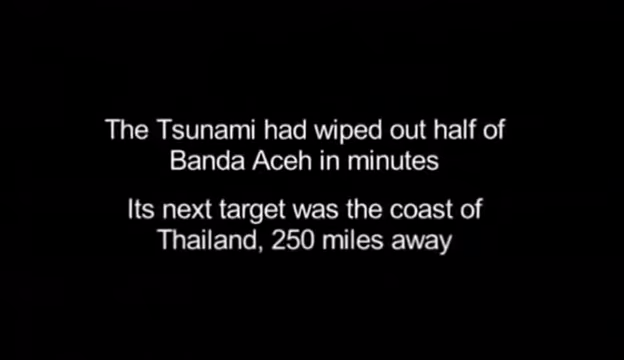 The Tsunami had wiped out half of
Banda Aceh in minutes
Its next target was the coast of
Thailand, 250 miles away